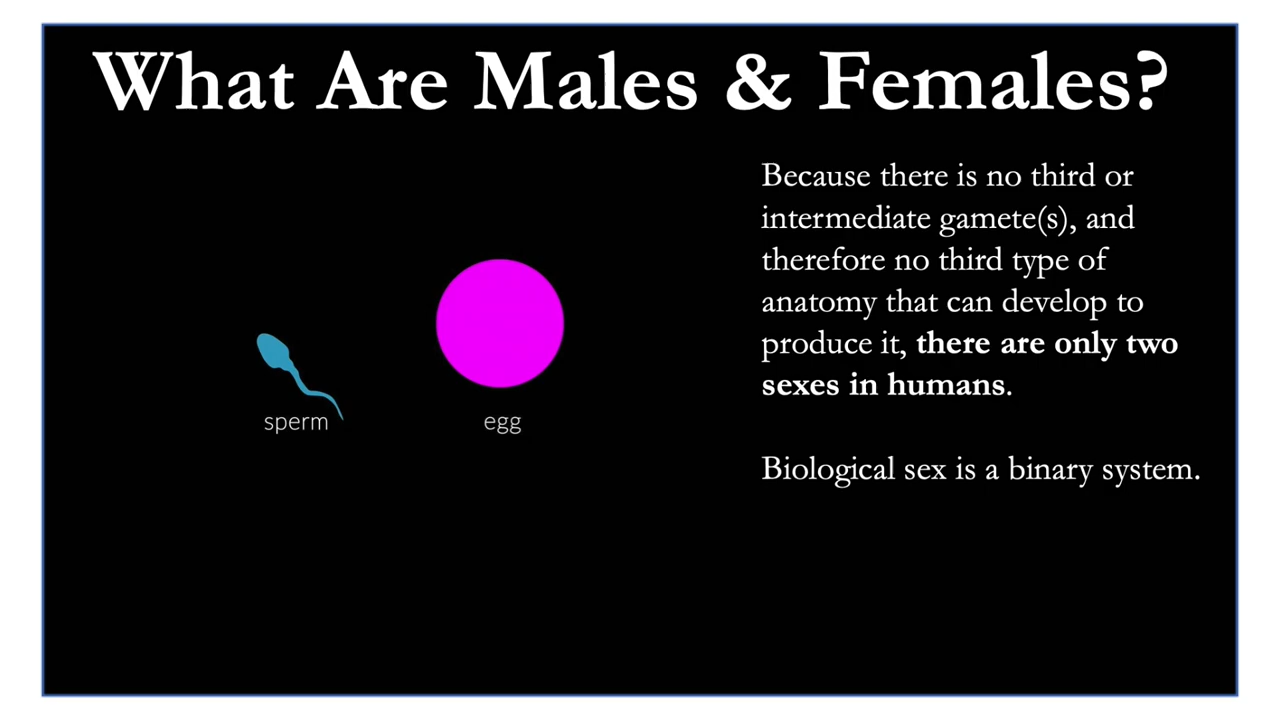 What Are Males & Females?
Because there is no third or
intermediate gamete(s), and
therefore no third type of
anatomy that can develop to
produce it, there are only two
sexes in humans.
Biological sex is a binary system.
sperm
egg